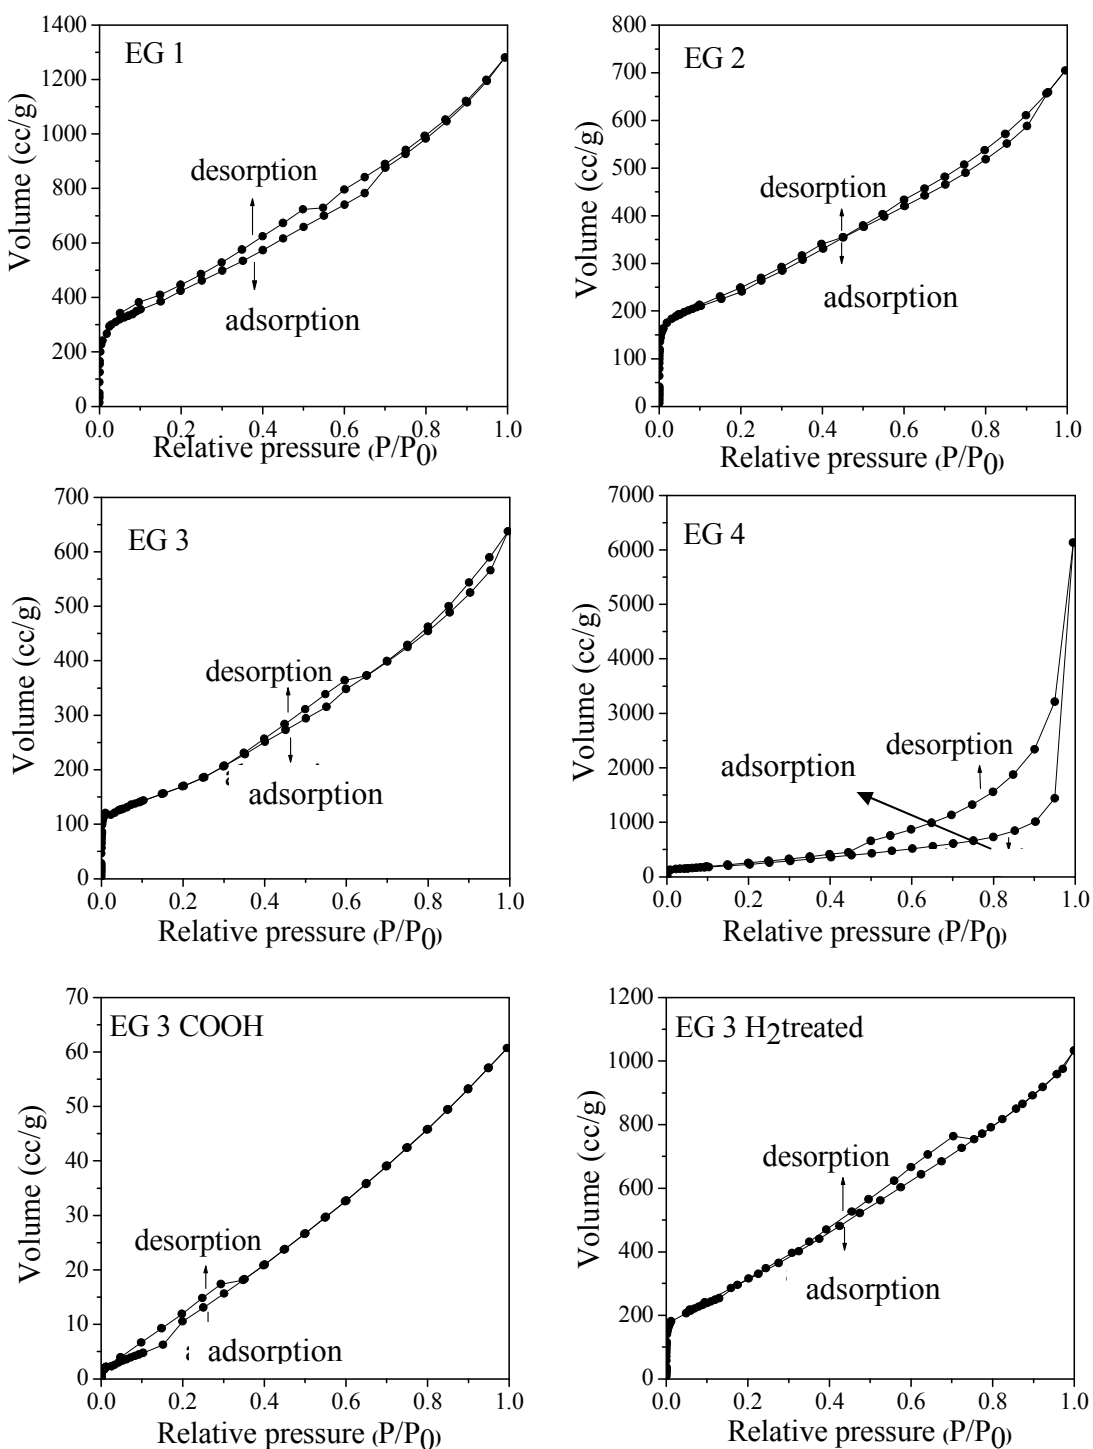 EG 1
Volume (cc/g)
1400
1200
1000
800
600
400
200
0
desorption
adsorption
0.0 0.2 0.4 0.6 0.8 1.0
Relative pressure (P/P0)
EG 2
Volume (cc/g)
800
700
600
500
400
300
200
100
0
desorption
adsorption
0.0 0.2 0.4 0.6 0.8 1.0
Relative pressure (P/P0)
EG 3
Volume (cc/g)
700
600
500
400
300
200
100
0
desorption
adsorption
0.0 0.2 0.4 0.6 0.8 1.0
Relative pressure (P/P0)
EG 4
Volume (cc/g)
7000
6000
5000
4000
3000
2000
1000
0
desorption
adsorption
0.0 0.2 0.4 0.6 0.8 1.0
Relative pressure (P/P0)
EG 3 COOH
Volume (cc/g)
70
60
50
40
30
20
10
0
desorption
adsorption
0.0 0.2 0.4 0.6 0.8 1.0
Relative pressure (P/P0)
EG 3 H2treated
Volume (cc/g)
1200
1000
800
600
400
200
0
desorption
adsorption
0.0 0.2 0.4 0.6 0.8 1.0
Relative pressure (P/P0)